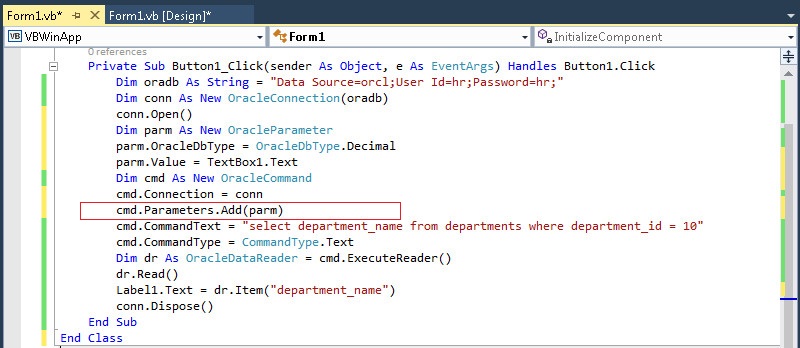 Form1.vb*
Form1.vb [Design]*
VBWinApp
Form1
InitializeComponent
0 references
Private Sub Button1_Click(sender As Object, e As EventArgs) Handles Button1.Click
Dim oradb As String = "Data Source=orcl;User Id=hr;Password=hr;"
Dim conn As New OracleConnection(oradb)
conn.Open()
Dim parm As New OracleParameter
parm.OracleDbType = OracleDbType.Decimal
parm.Value = TextBox1.Text
Dim cmd As New OracleCommand
cmd.Connection = conn
cmd.Parameters.Add(parm)
cmd.CommandText = "select department_name from departments where department_id = 10"
cmd.CommandType = CommandType.Text
Dim dr As OracleDataReader = cmd.ExecuteReader()
dr.Read()
Label1.Text = dr.Item("department_name")
conn.Dispose()
End Sub
End Class